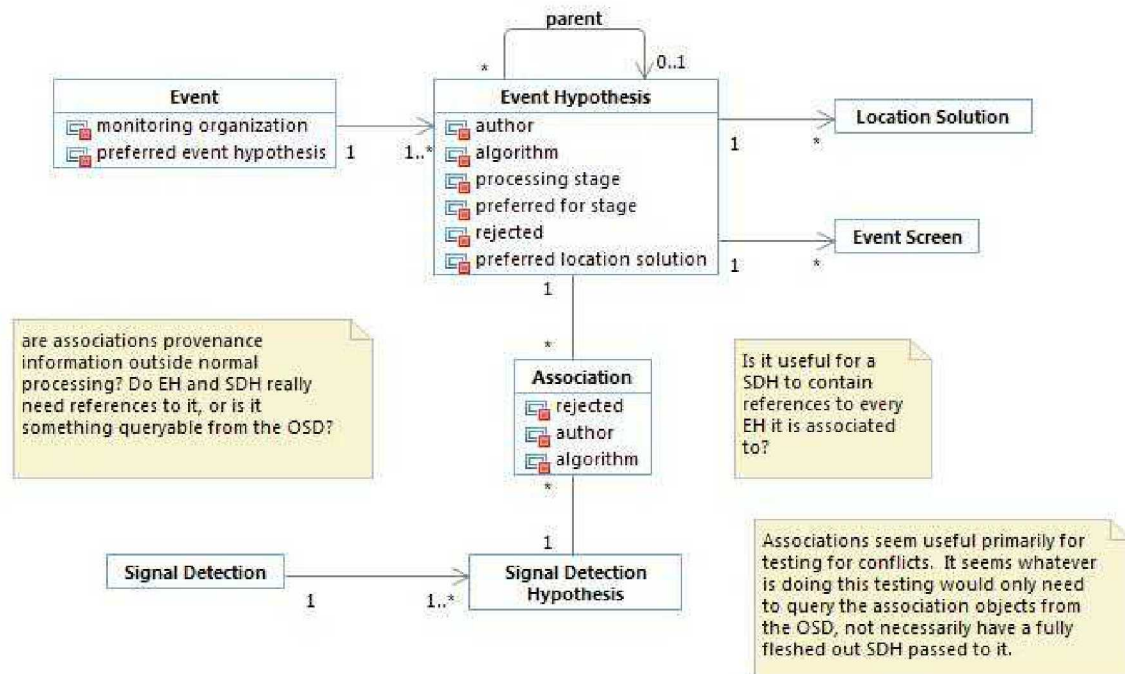 parent
*
0..1
Event
monitoring organization
preferred event hypothesis
1
1..*
Event Hypothesis
author
algorithm
processing stage
preferred for stage
rejected
preferred location solution
1
*
Location Solution
1
*
Event Screen
1
*
are associations provenance
information outside normal
processing? Do EH and SDH really
need references to it, or is it
something queryable from the OSD?
Association
rejected
author
algorithm
*
1
Is it useful for a
SDH to contain
references to every
EH it is associated
to?
Signal Detection
1
1..*
Signal Detection
Hypothesis
Associations seem useful primarily for
testing for conflicts. It seems whatever
is doing this testing would only need
to query the association objects from
the OSD, not necessarily have a fully
fleshed out SDH passed to it.